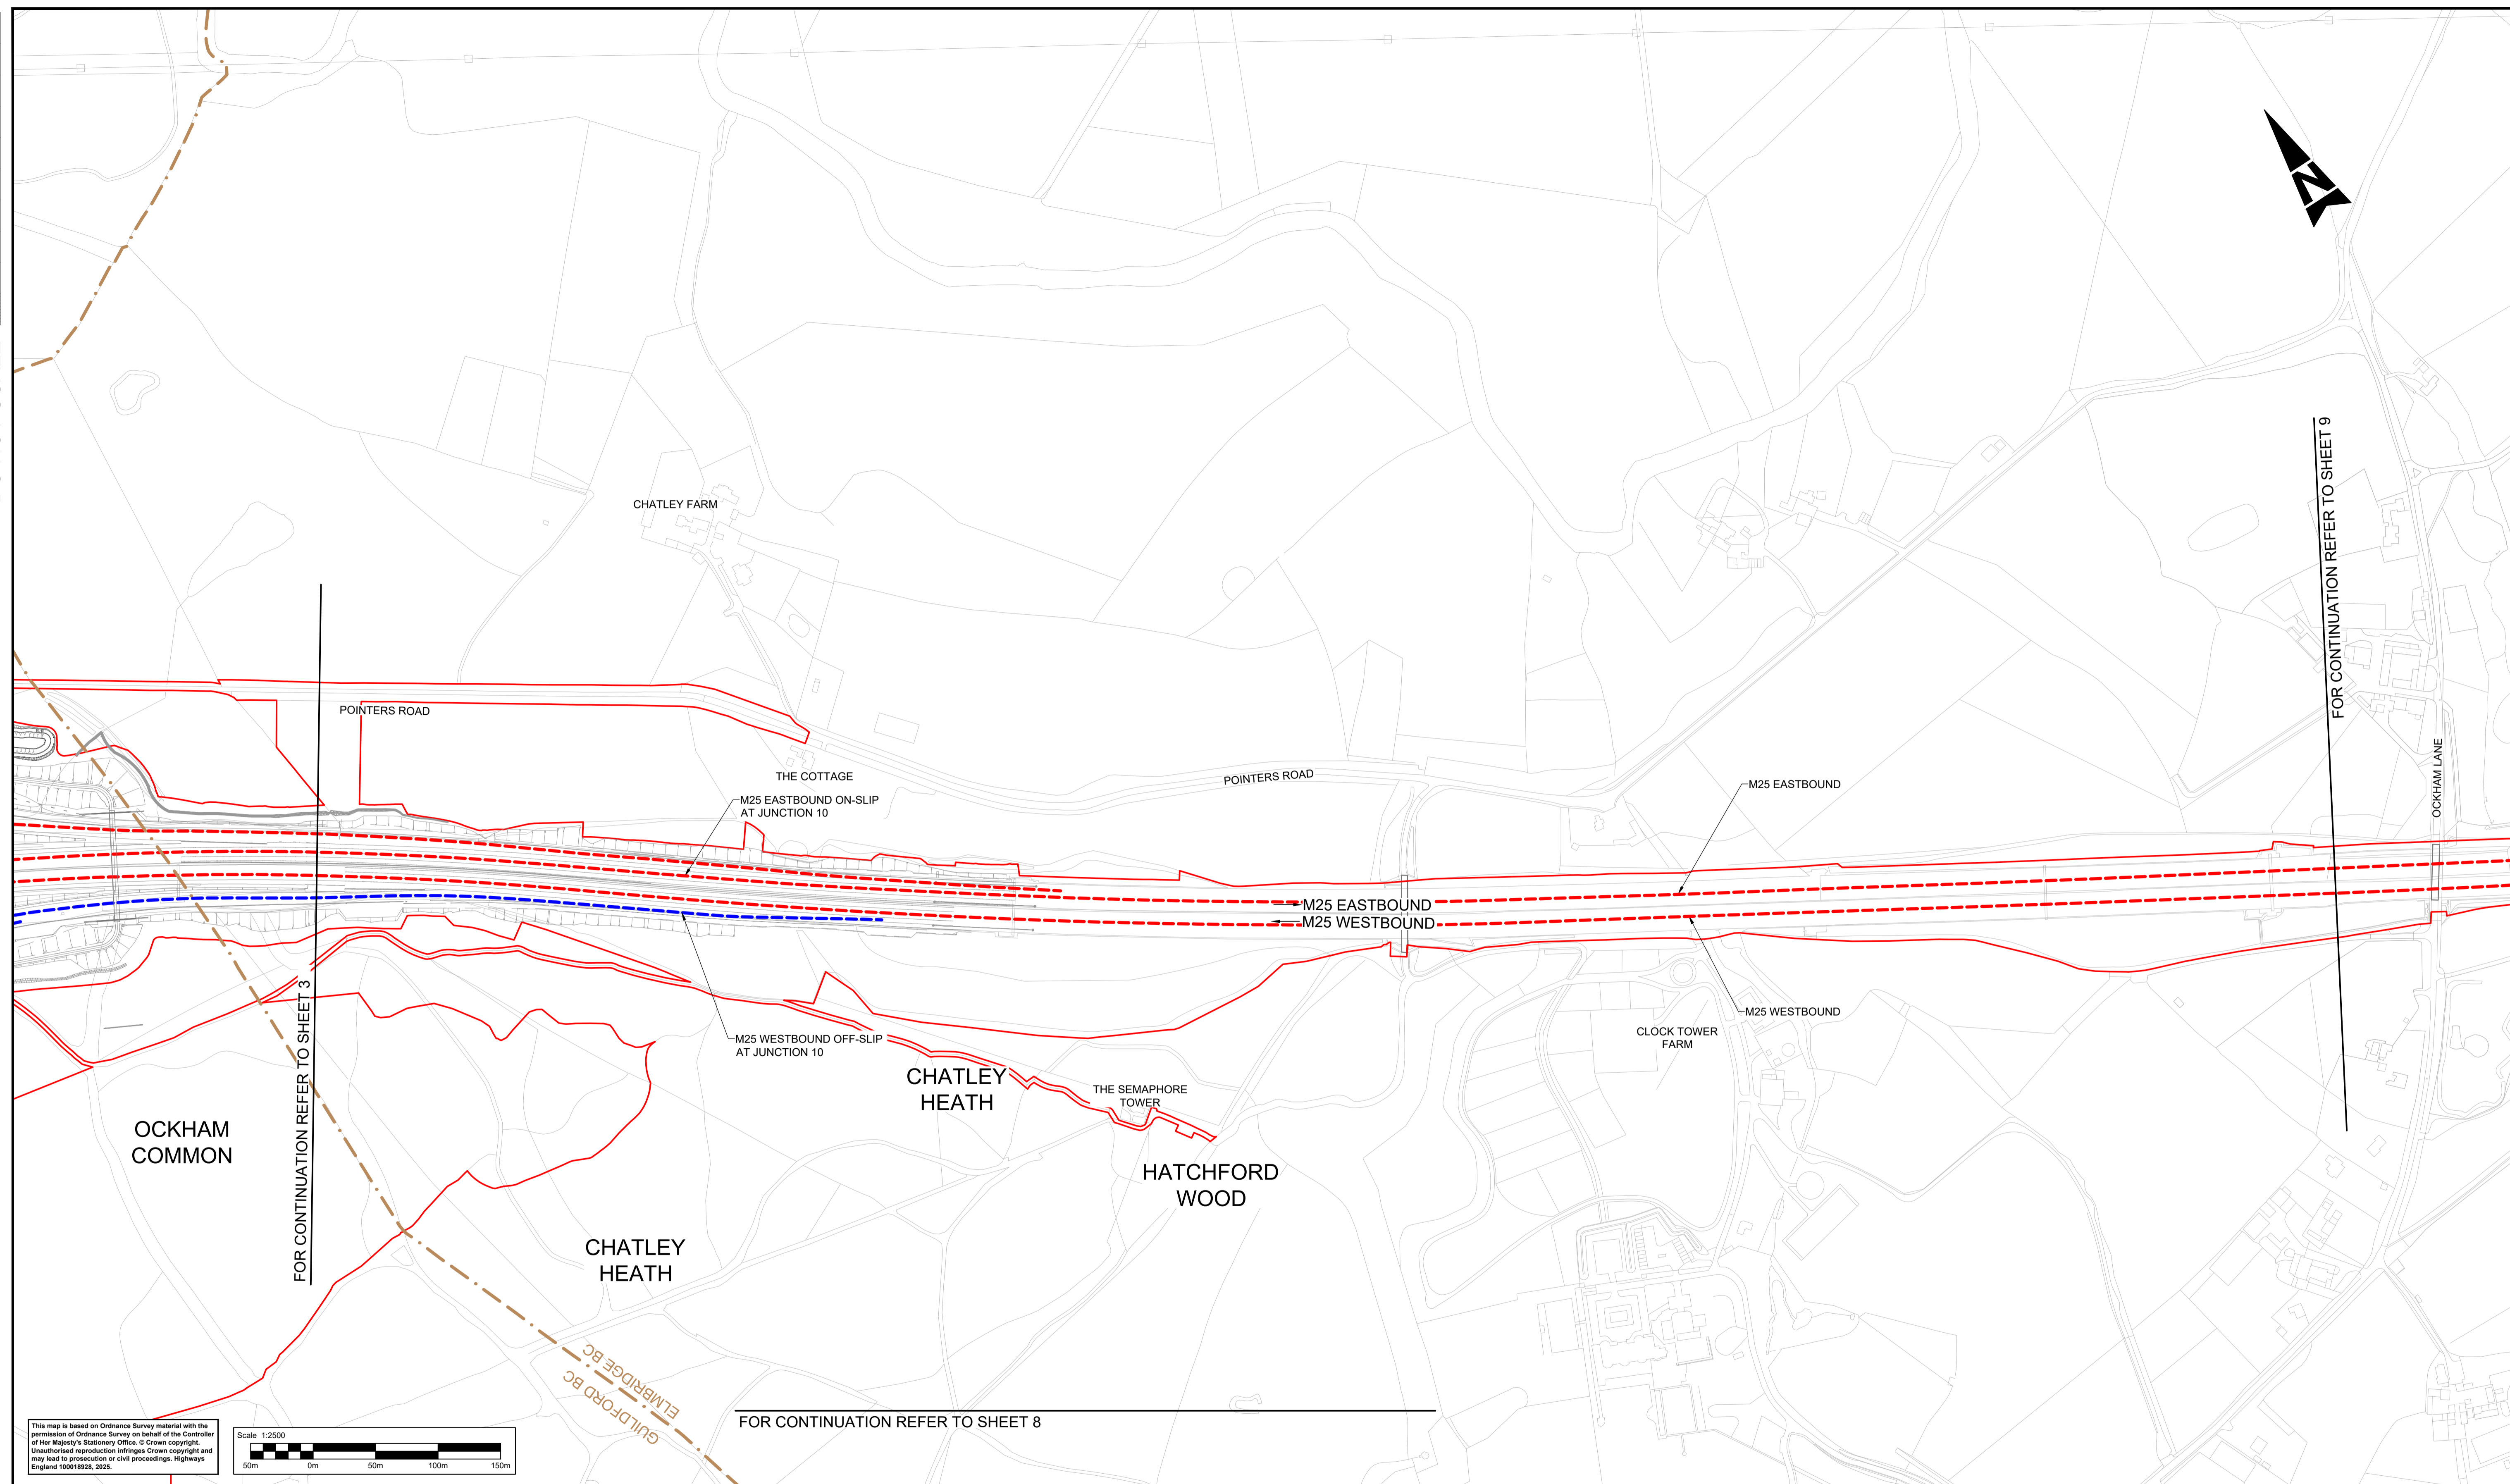 N
CHATLEY FARM
FOR CONTINUATION REFER TO SHEET 9
POINTERS ROAD
OCKHAM LANE
THE COTTAGE
POINTERS ROAD
M25 EASTBOUND
M25 EASTBOUND ON-SLIP
AT JUNCTION 10
M25 EASTBOUND
M25 WESTBOUND
FOR CONTINUATION REFER TO SHEET 3
M25 WESTBOUND
CLOCK TOWER
FARM
M25 WESTBOUND OFF-SLIP
AT JUNCTION 10
CHATLEY
HEATH
THE SEMAPHORE
TOWER
OCKHAM
COMMON
HATCHFORD
WOOD
CHATLEY
HEATH
ELMBRIDGE BC
GUILDFORD BC
FOR CONTINUATION REFER TO SHEET 8
This map is based on Ordnance Survey material with the
permission of Ordnance Survey on behalf of the Controller
of Her Majesty's Stationery Office. © Crown copyright.
Unauthorised reproduction infringes Crown copyright and
may lead to prosecution or civil proceedings. Highways
England 100018928, 2025.
Scale 1:2500
50m 0m 50m 100m 150m